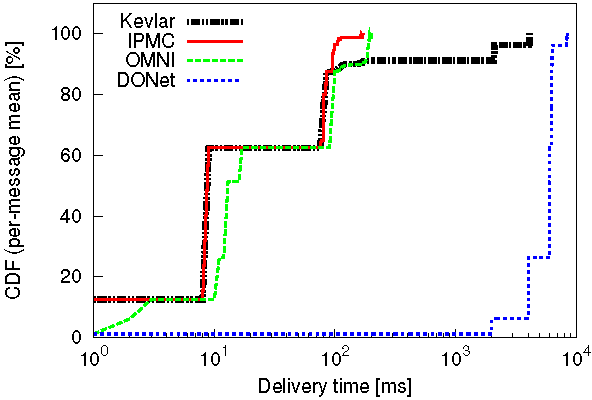 Kevlar
IPMC
OMNI
DONet
CDF (per-message mean) [%]
100
80
60
40
20
0
10^0 10^1 10^2 10^3 10^4
Delivery time [ms]